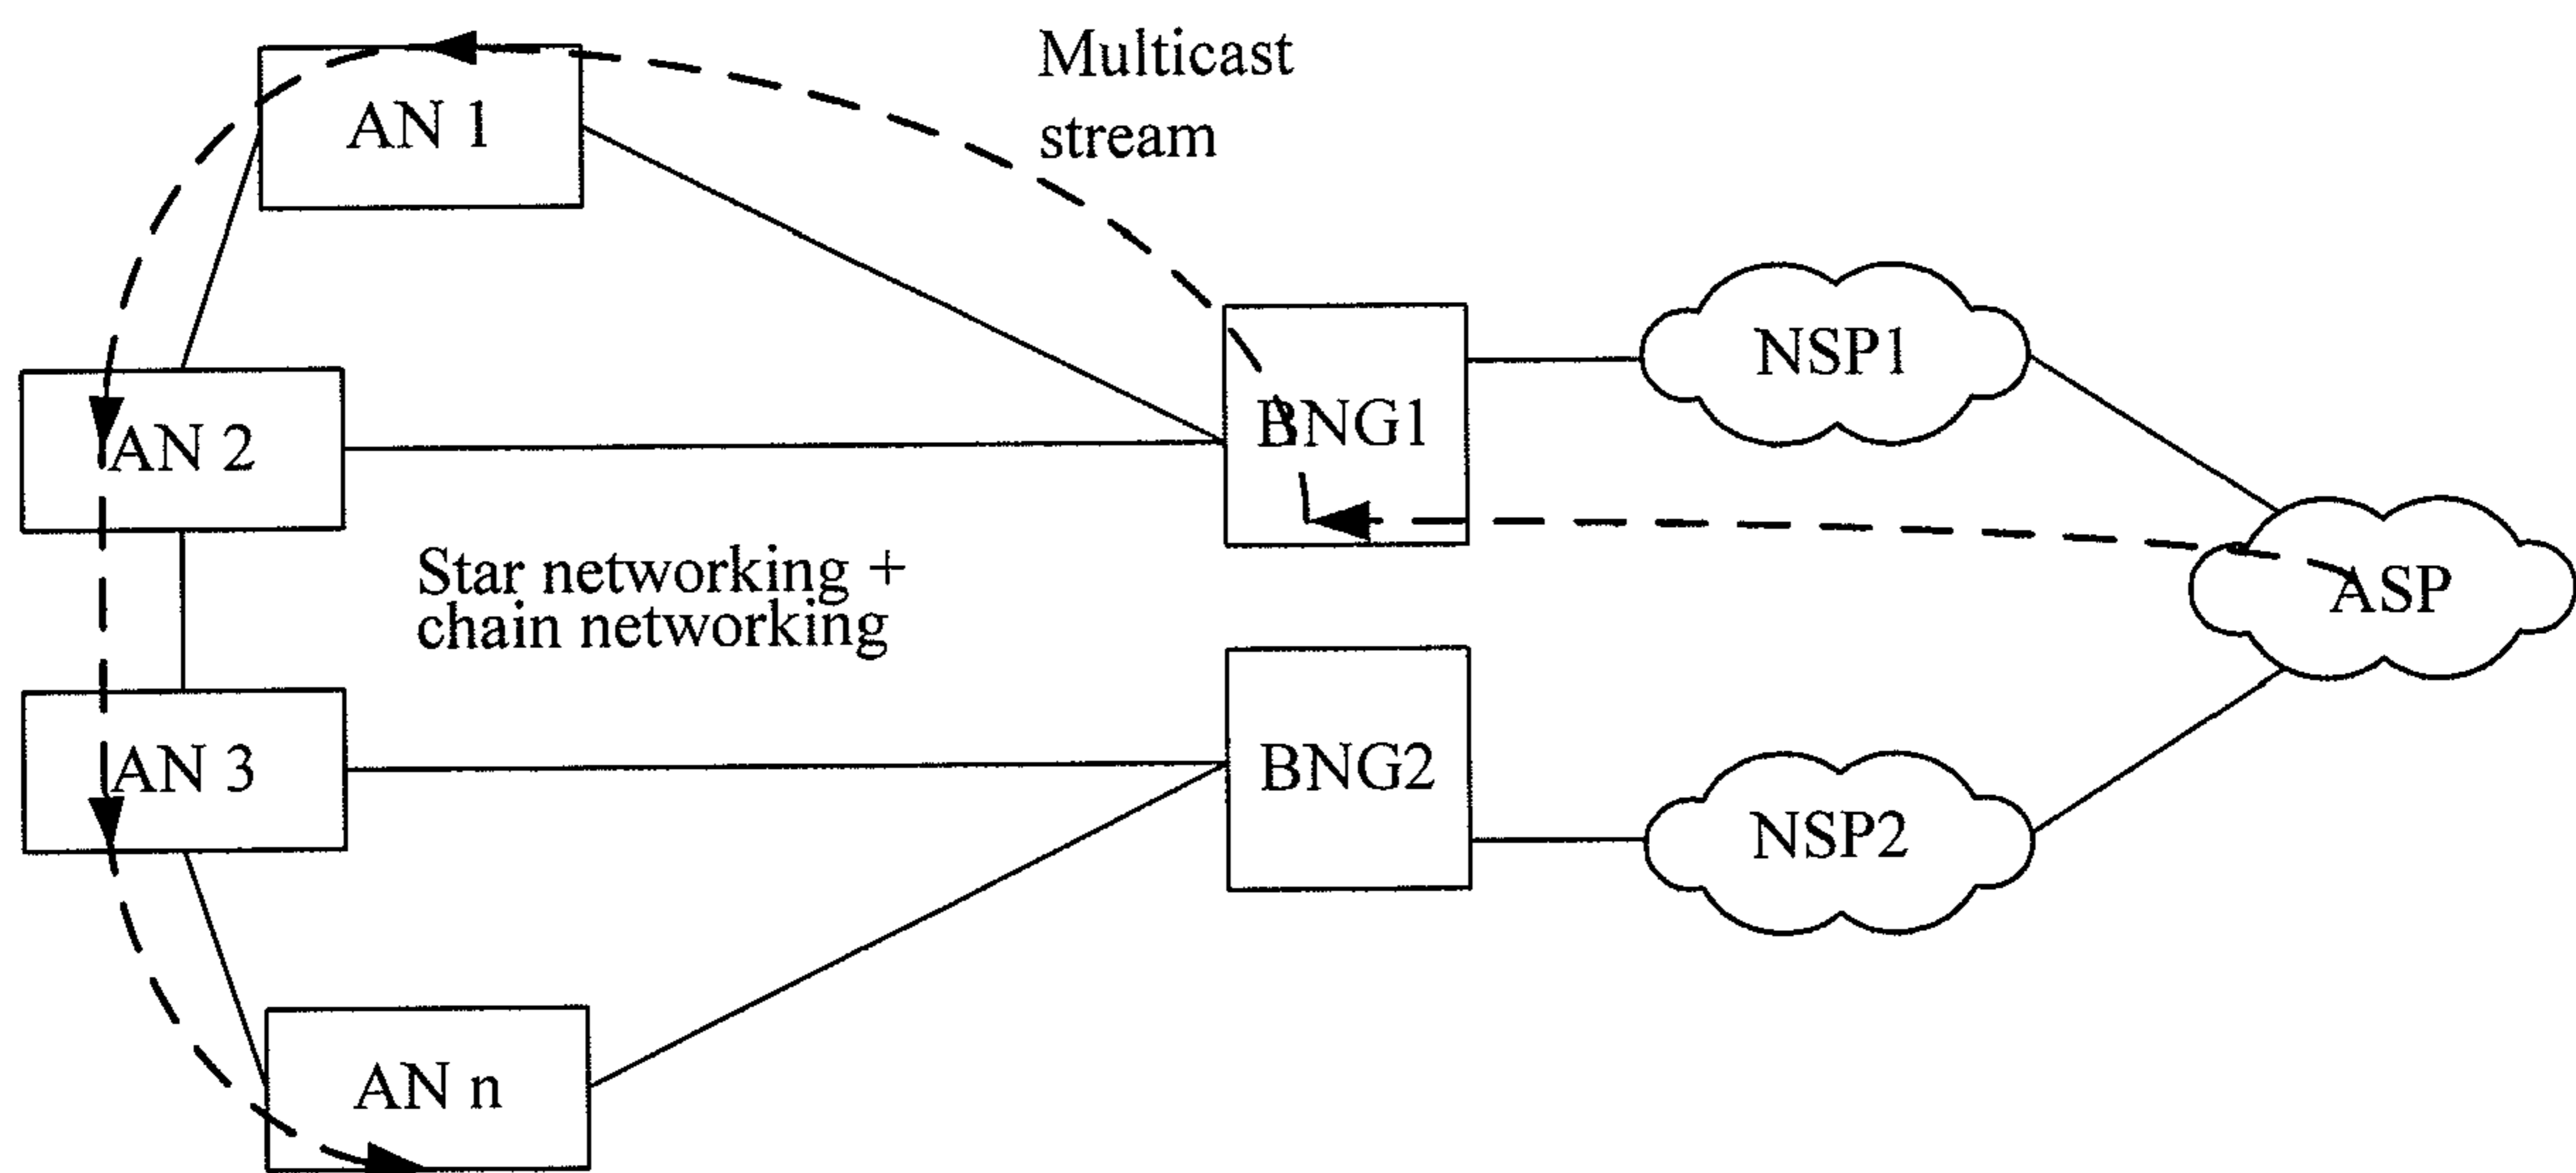 Multicast
stream
AN 1
NSP1
BNG1
AN 2
Star networking +
chain networking
ASP
BNG2
AN 3
NSP2
AN n